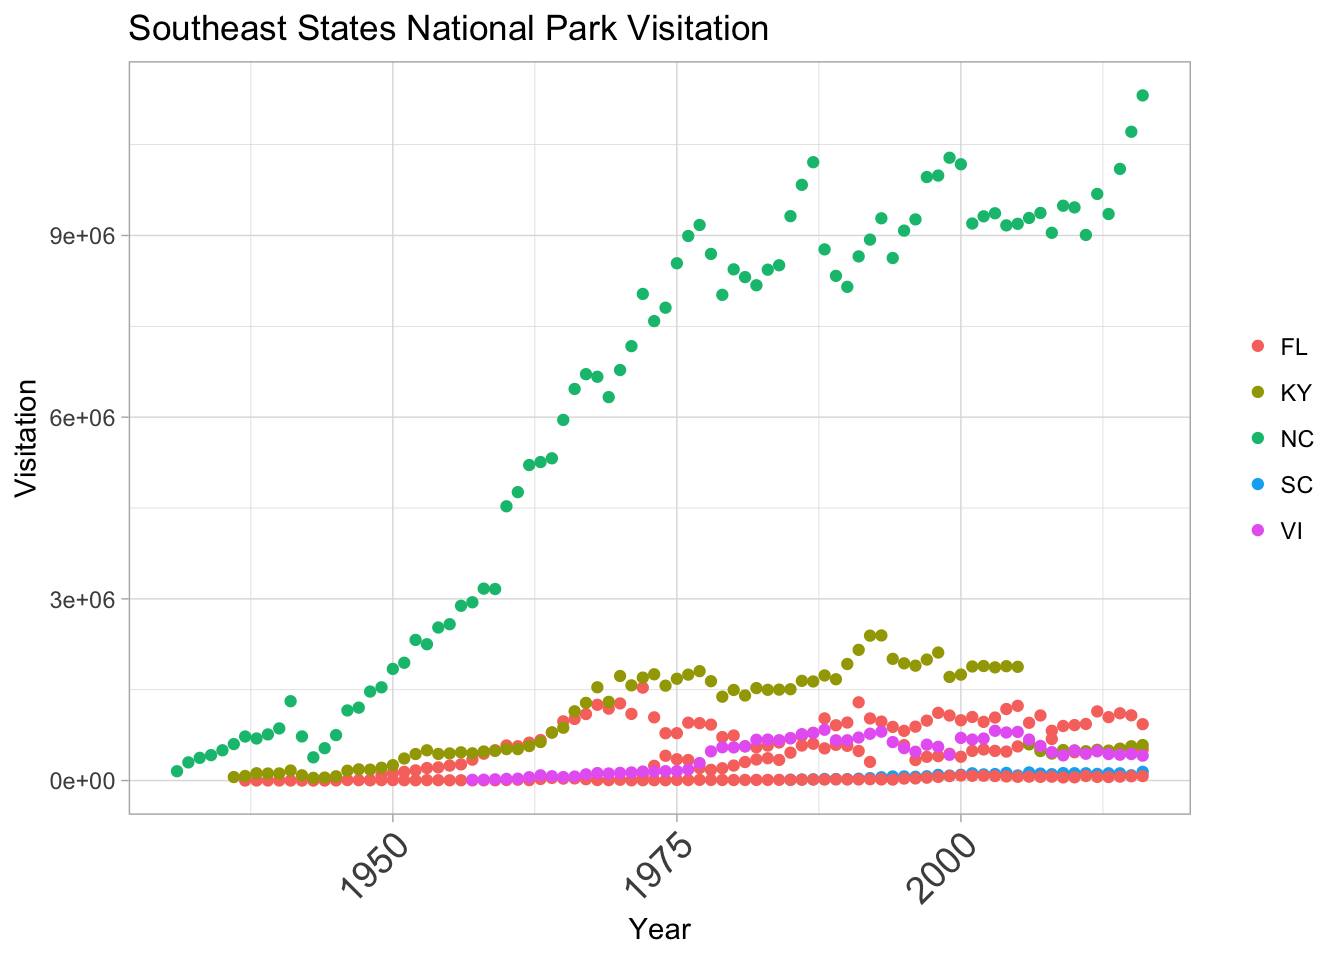 Southeast States National Park Visitation
Visitation
9e+06
6e+06
3e+06
0e+00
1950
1975
2000
Year
FL
KY
NC
SC
VI